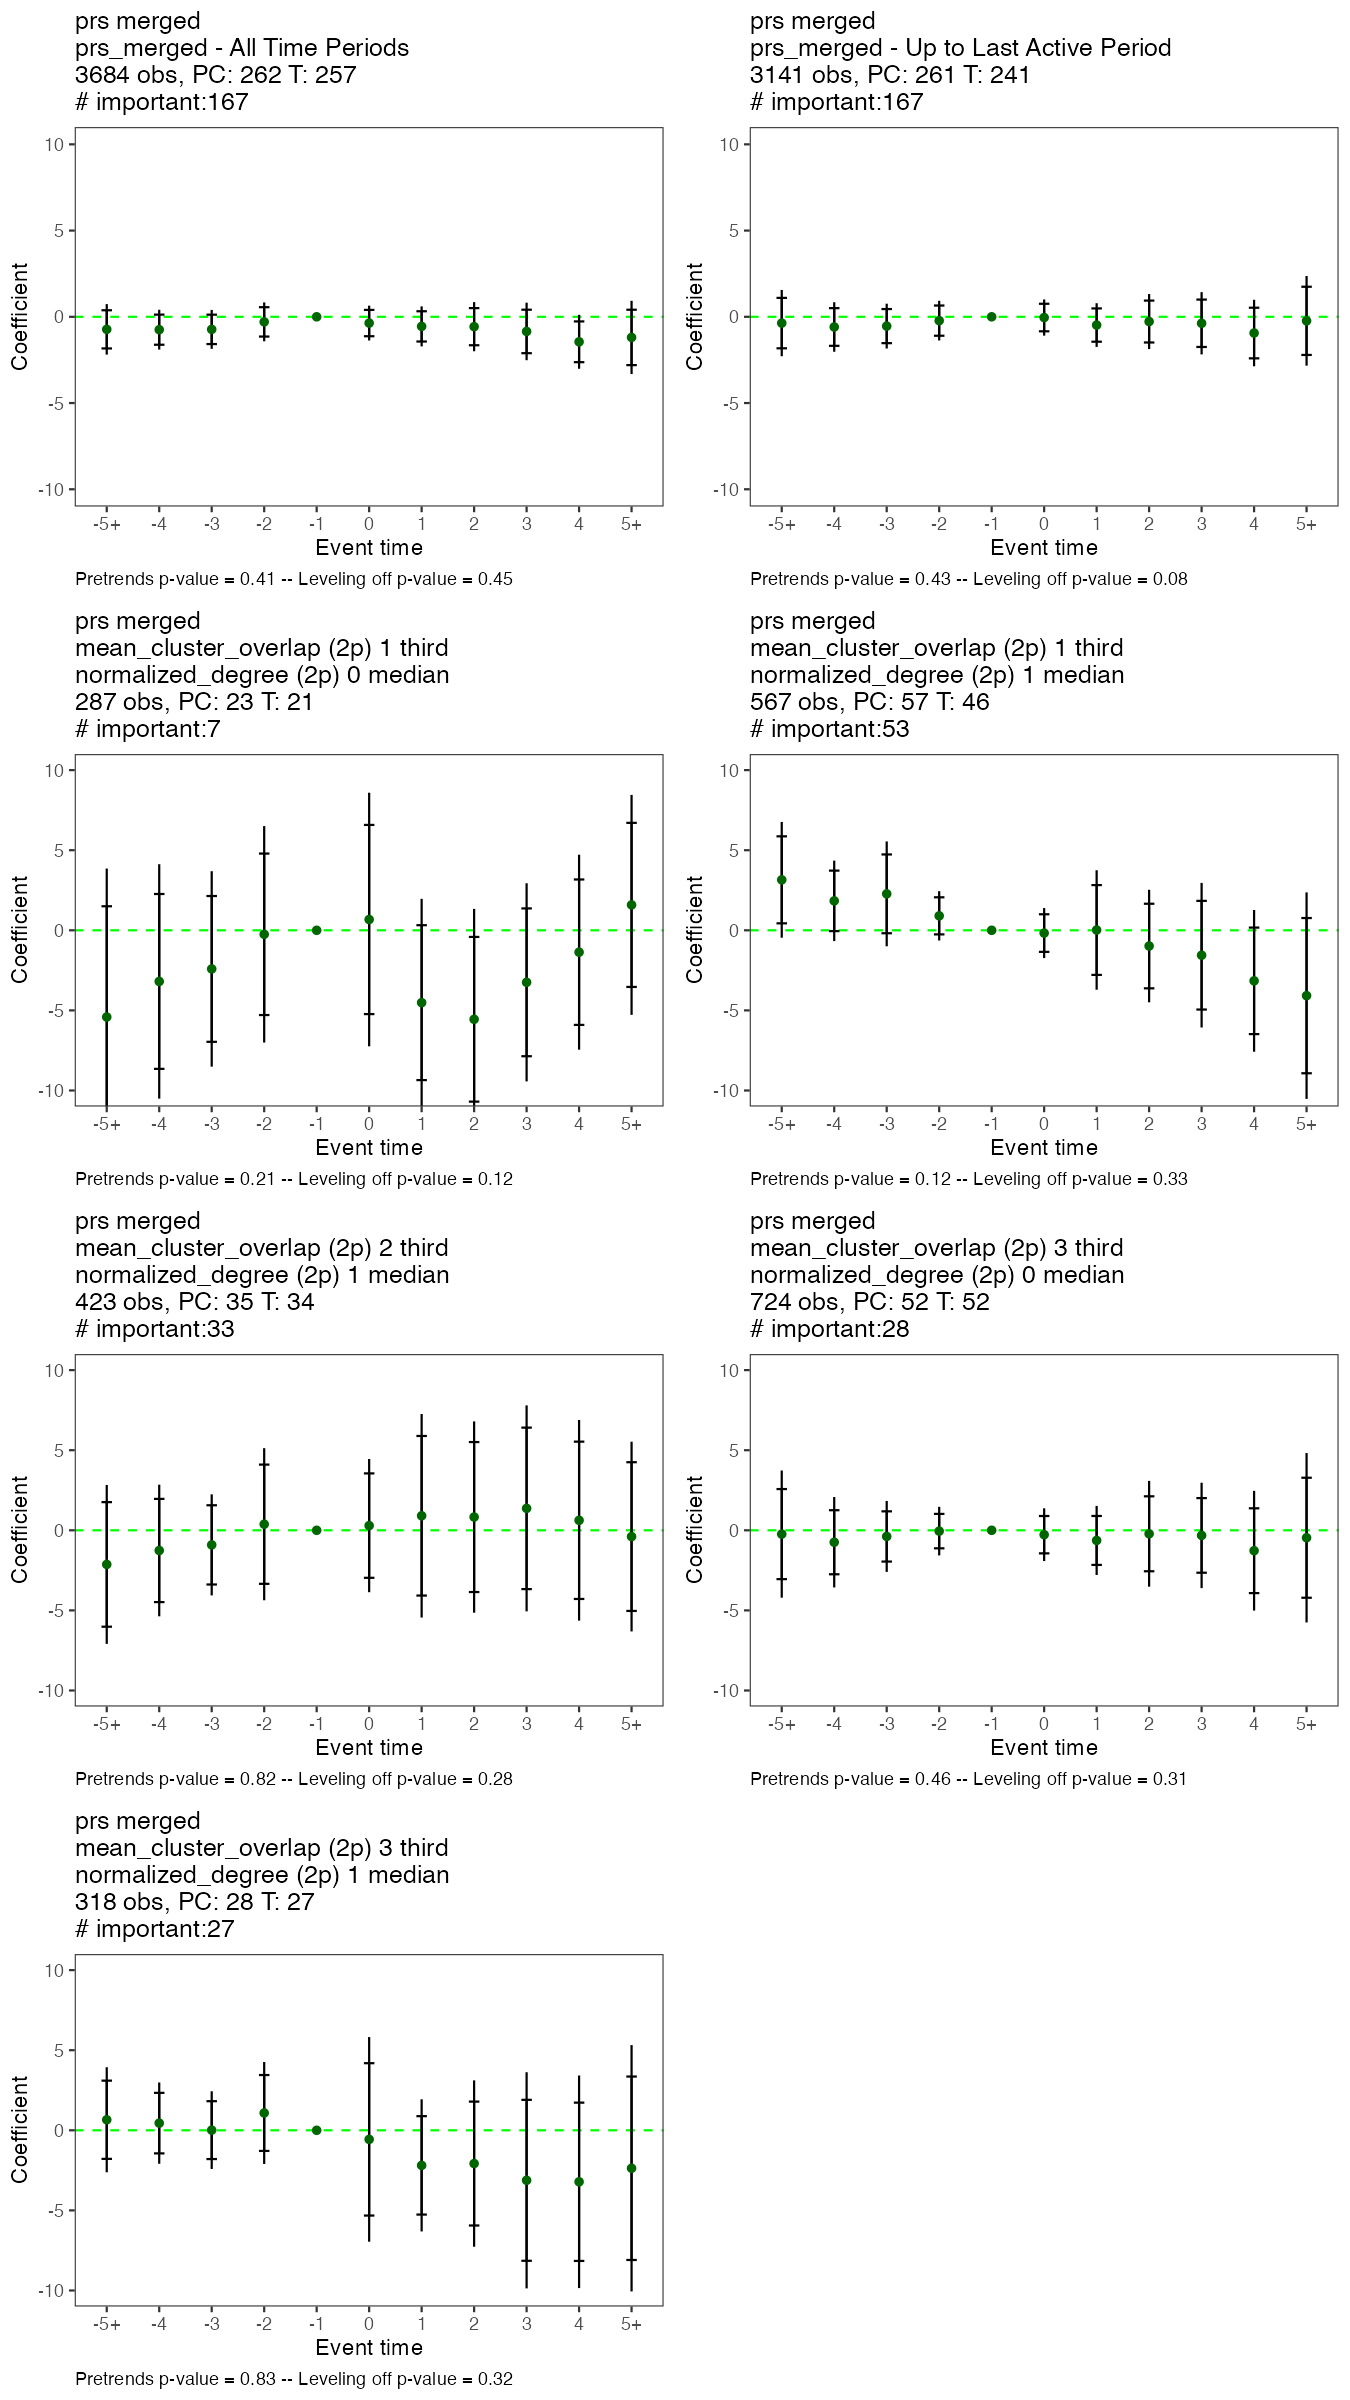 prs merged
prs_merged - All Time Periods
3684 obs, PC: 262 T: 257
# important:167
10
5
0
-5
-10
Coefficient
-5+ -4 -3 -2 -1 0 1 2 3 4 5+
Event time
Pretrends p-value = 0.41 -- Leveling off p-value = 0.45
prs merged
prs_merged - Up to Last Active Period
3141 obs, PC: 261 T: 241
# important:167
10
5
0
-5
-10
Coefficient
-5+ -4 -3 -2 -1 0 1 2 3 4 5+
Event time
Pretrends p-value = 0.43 -- Leveling off p-value = 0.08
prs merged
mean_cluster_overlap (2p) 1 third
normalized_degree (2p) 0 median
287 obs, PC: 23 T: 21
# important:7
10
5
0
-5
-10
Coefficient
-5+ -4 -3 -2 -1 0 1 2 3 4 5+
Event time
Pretrends p-value = 0.21 -- Leveling off p-value = 0.12
prs merged
mean_cluster_overlap (2p) 1 third
normalized_degree (2p) 1 median
567 obs, PC: 57 T: 46
# important:53
10
5
0
-5
-10
Coefficient
-5+ -4 -3 -2 -1 0 1 2 3 4 5+
Event time
Pretrends p-value = 0.12 -- Leveling off p-value = 0.33
prs merged
mean_cluster_overlap (2p) 2 third
normalized_degree (2p) 1 median
423 obs, PC: 35 T: 34
# important:33
10
5
0
-5
-10
Coefficient
-5+ -4 -3 -2 -1 0 1 2 3 4 5+
Event time
Pretrends p-value = 0.82 -- Leveling off p-value = 0.28
prs merged
mean_cluster_overlap (2p) 3 third
normalized_degree (2p) 0 median
724 obs, PC: 52 T: 52
# important:28
10
5
0
-5
-10
Coefficient
-5+ -4 -3 -2 -1 0 1 2 3 4 5+
Event time
Pretrends p-value = 0.46 -- Leveling off p-value = 0.31
prs merged
mean_cluster_overlap (2p) 3 third
normalized_degree (2p) 1 median
318 obs, PC: 28 T: 27
# important:27
10
5
0
-5
-10
Coefficient
-5+ -4 -3 -2 -1 0 1 2 3 4 5+
Event time
Pretrends p-value = 0.83 -- Leveling off p-value = 0.32